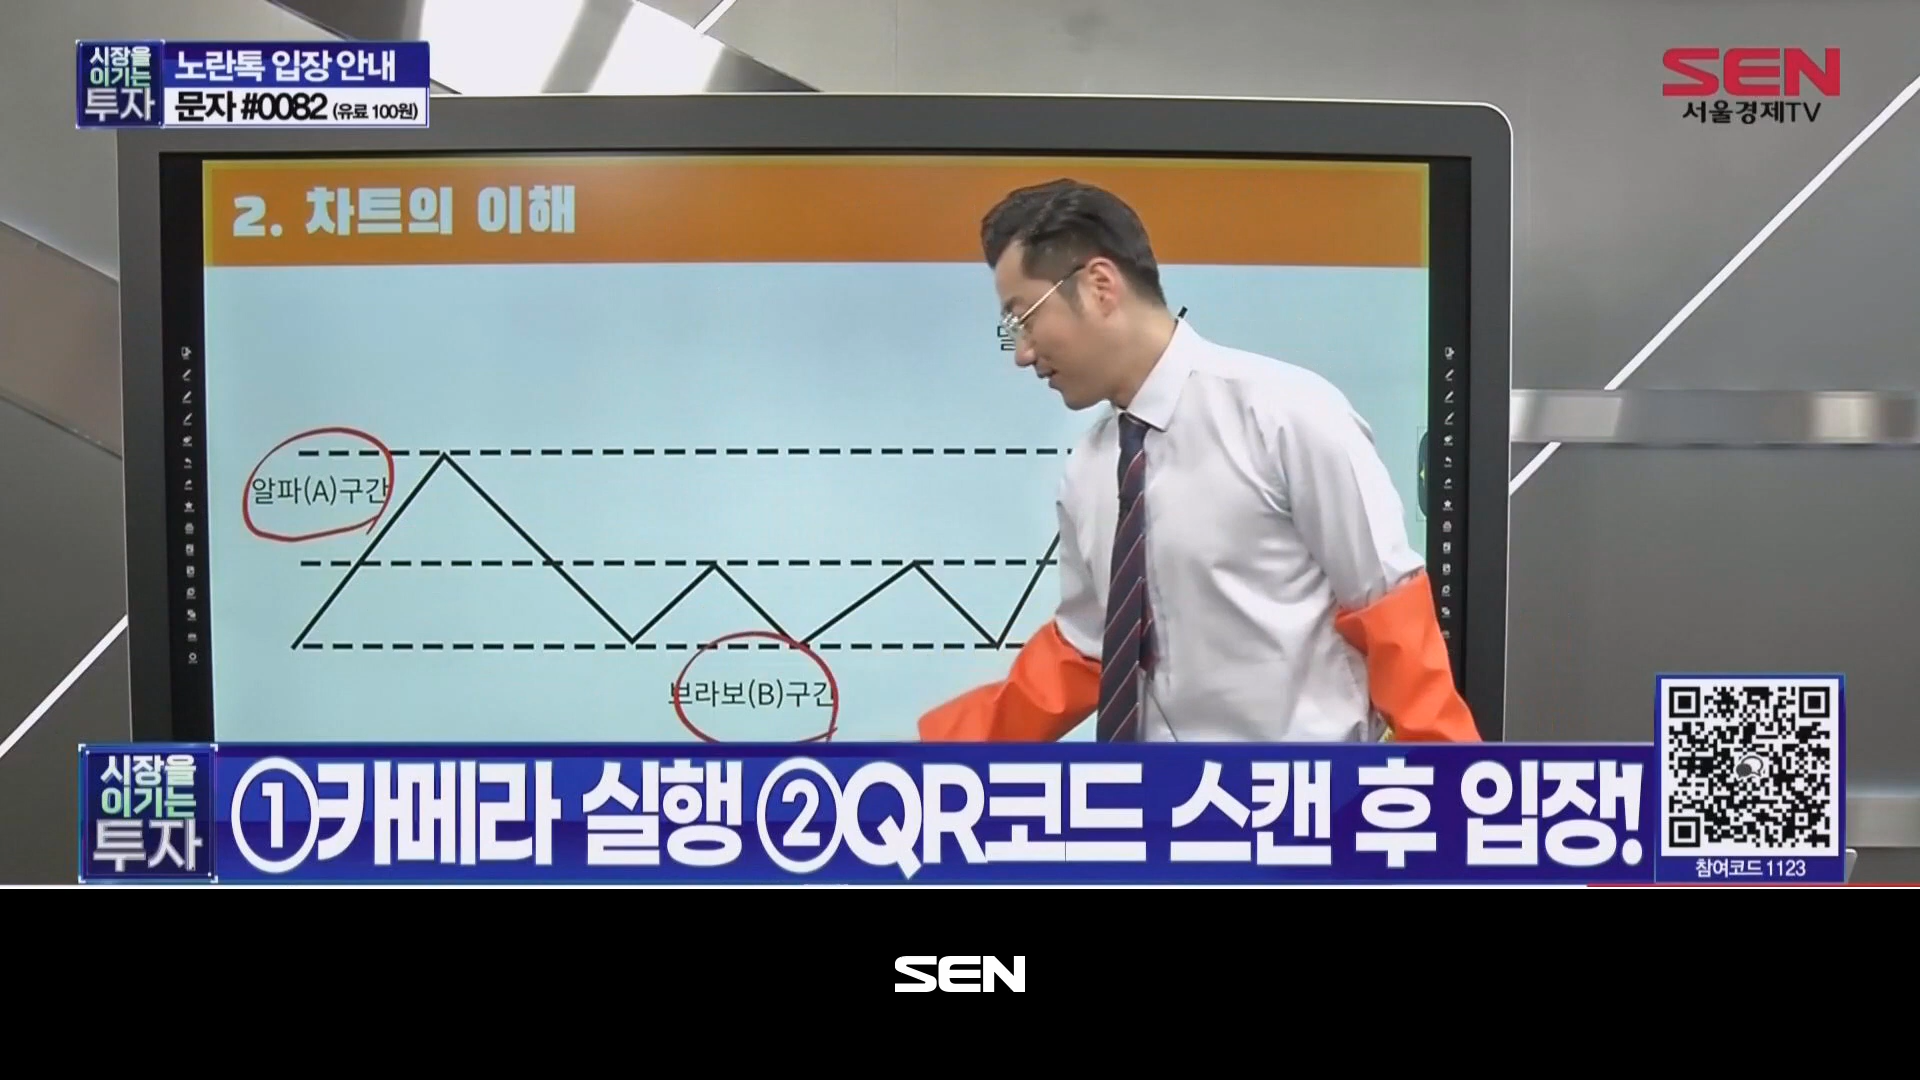 시장을
이기는
투자
노란톡 입장 안내
문자 #0082 (유료 100원)
SEN
서울경제TV
2. 차트의 이해
알파(A)구간
브라보(B)구간
시장을
이기는
투자
①카메라 실행 ②QR코드 스캔 후 입장!
참여코드 1123
SEN